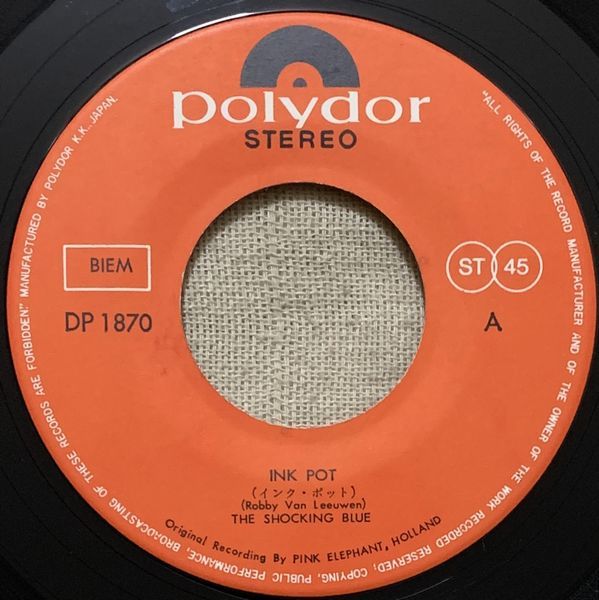 polydor
STEREO
BIEM
DP 1870
ST 45
A
INK POT
(インク・ポット)
(Robby Van Leeuwen)
THE SHOCKING BLUE
Original Recording By PINK ELEPHANT, HOLLAND
"ALL RIGHTS OF THE RECORD MANUFACTURER AND OF THE OWNER OF THE WORK RECORDED RESERVED; COPYING, PUBLIC PERFORMANCE, BROADCASTING OF THESE RECORDS ARE FORBIDDEN" MANUFACTURED BY POLYDOR K.K., JAPAN.